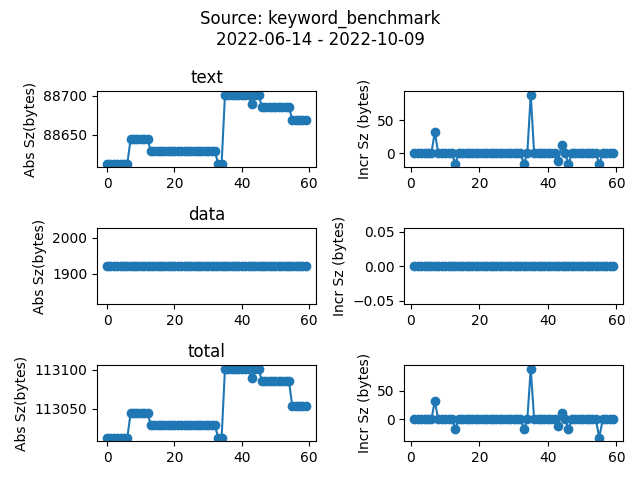 Source: keyword_benchmark
2022-06-14 - 2022-10-09
text
Abs Sz(bytes)
88700
88650
0 20 40 60
Incr Sz (bytes)
50
0
0 20 40 60
data
Abs Sz(bytes)
2000
1900
0 20 40 60
Incr Sz (bytes)
0.05
0.00
−0.05
0 20 40 60
total
Abs Sz(bytes)
113100
113050
0 20 40 60
Incr Sz (bytes)
50
0
0 20 40 60